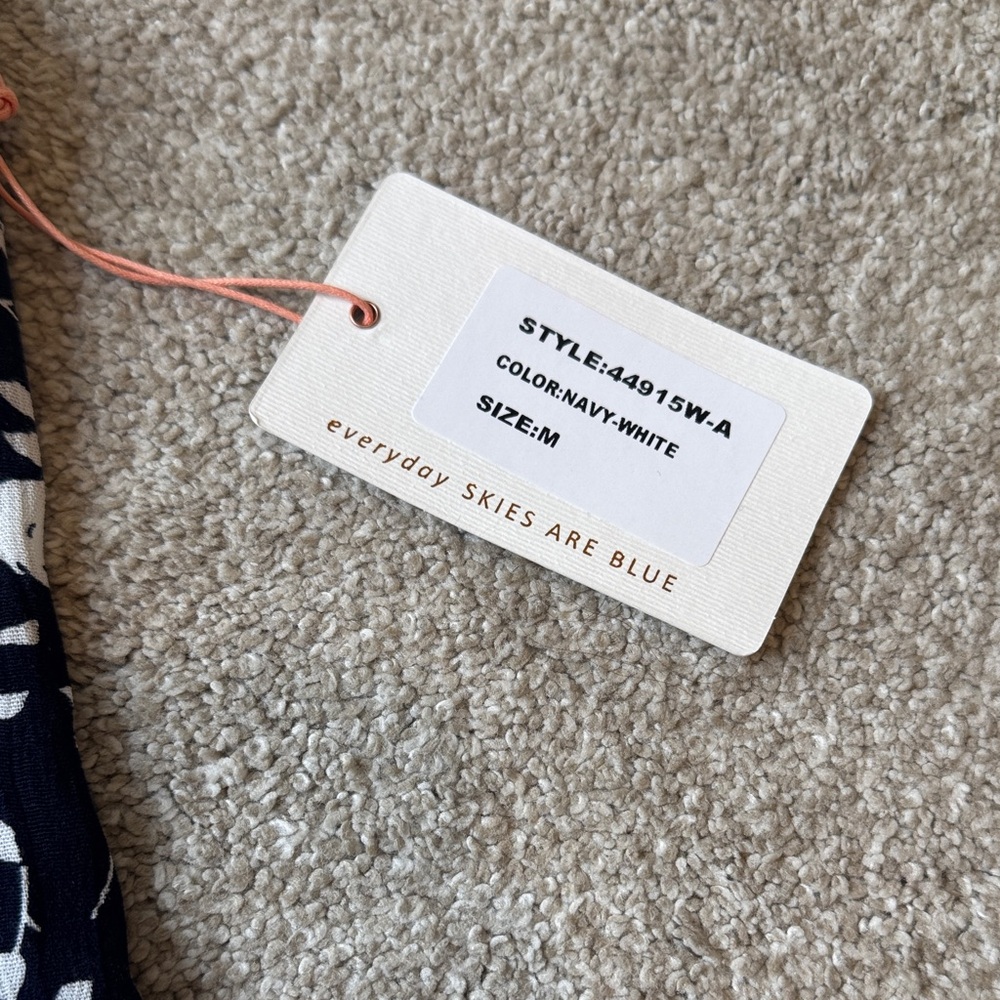 STYLE:44915W-A
COLOR:NAVY-WHITE
SIZE:M
everyday SKIES ARE BLUE